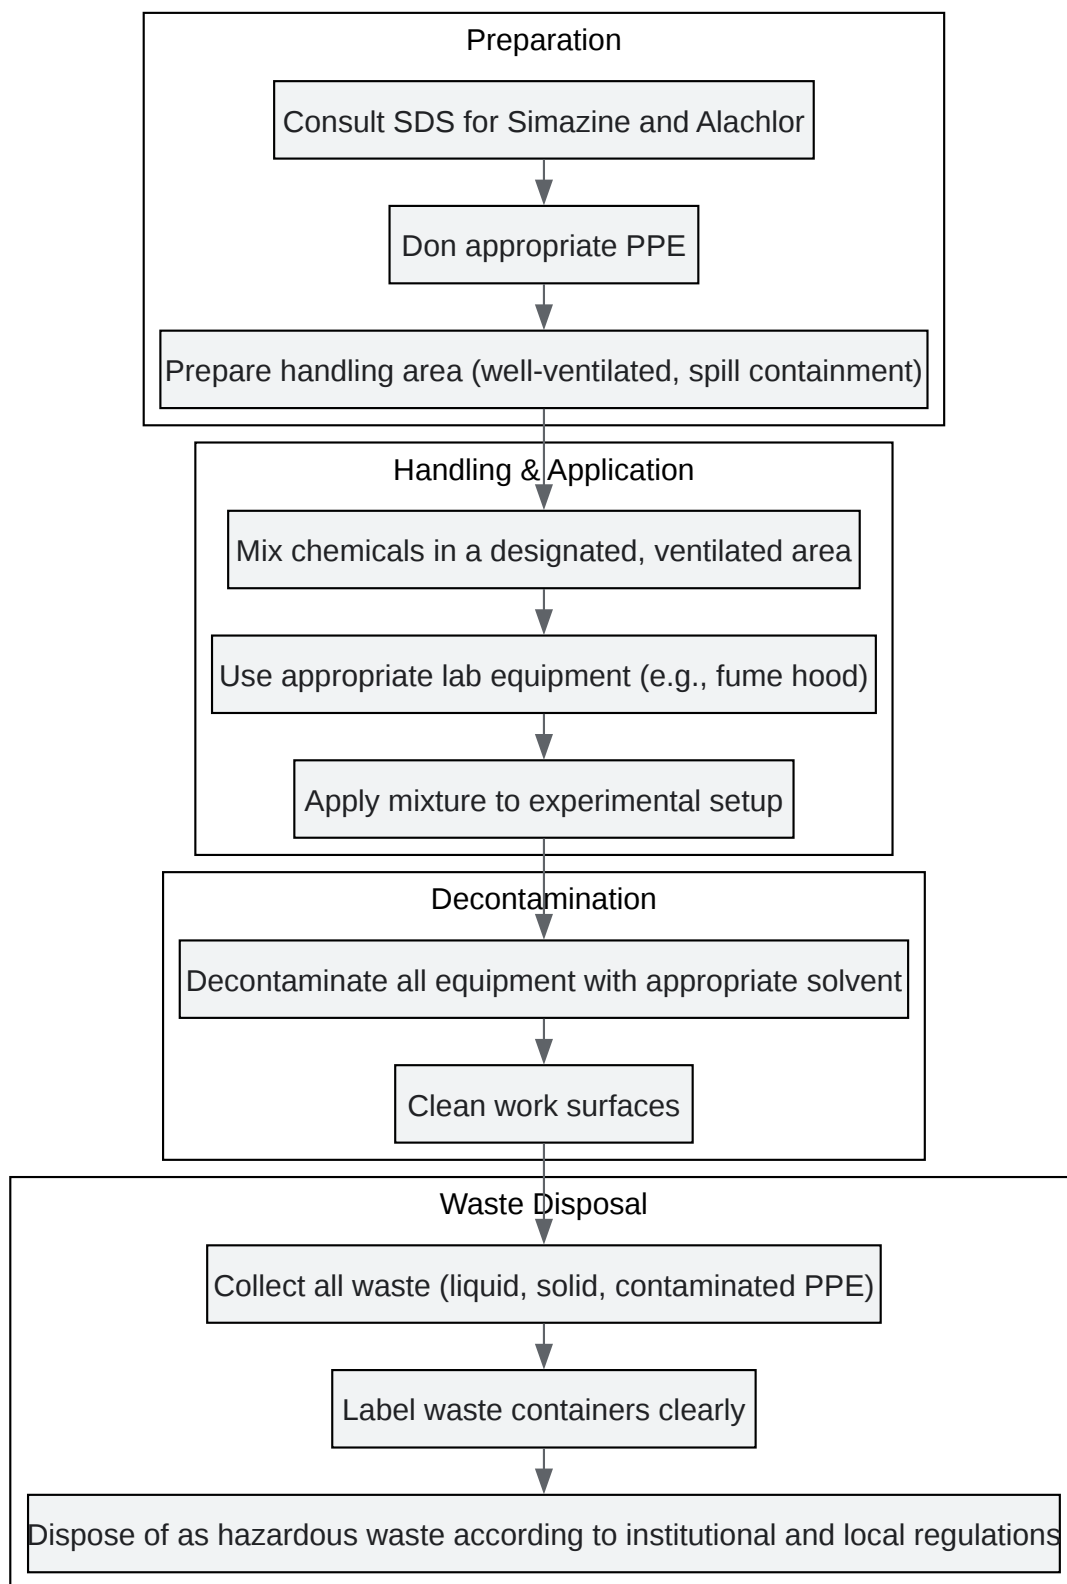 Preparation
Consult SDS for Simazine and Alachlor
Don appropriate PPE
Prepare handling area (well-ventilated, spill containment)
Handling & Application
Mix chemicals in a designated, ventilated area
Use appropriate lab equipment (e.g., fume hood)
Apply mixture to experimental setup
Decontamination
Decontaminate all equipment with appropriate solvent
Clean work surfaces
Waste Disposal
Collect all waste (liquid, solid, contaminated PPE)
Label waste containers clearly
Dispose of as hazardous waste according to institutional and local regulations